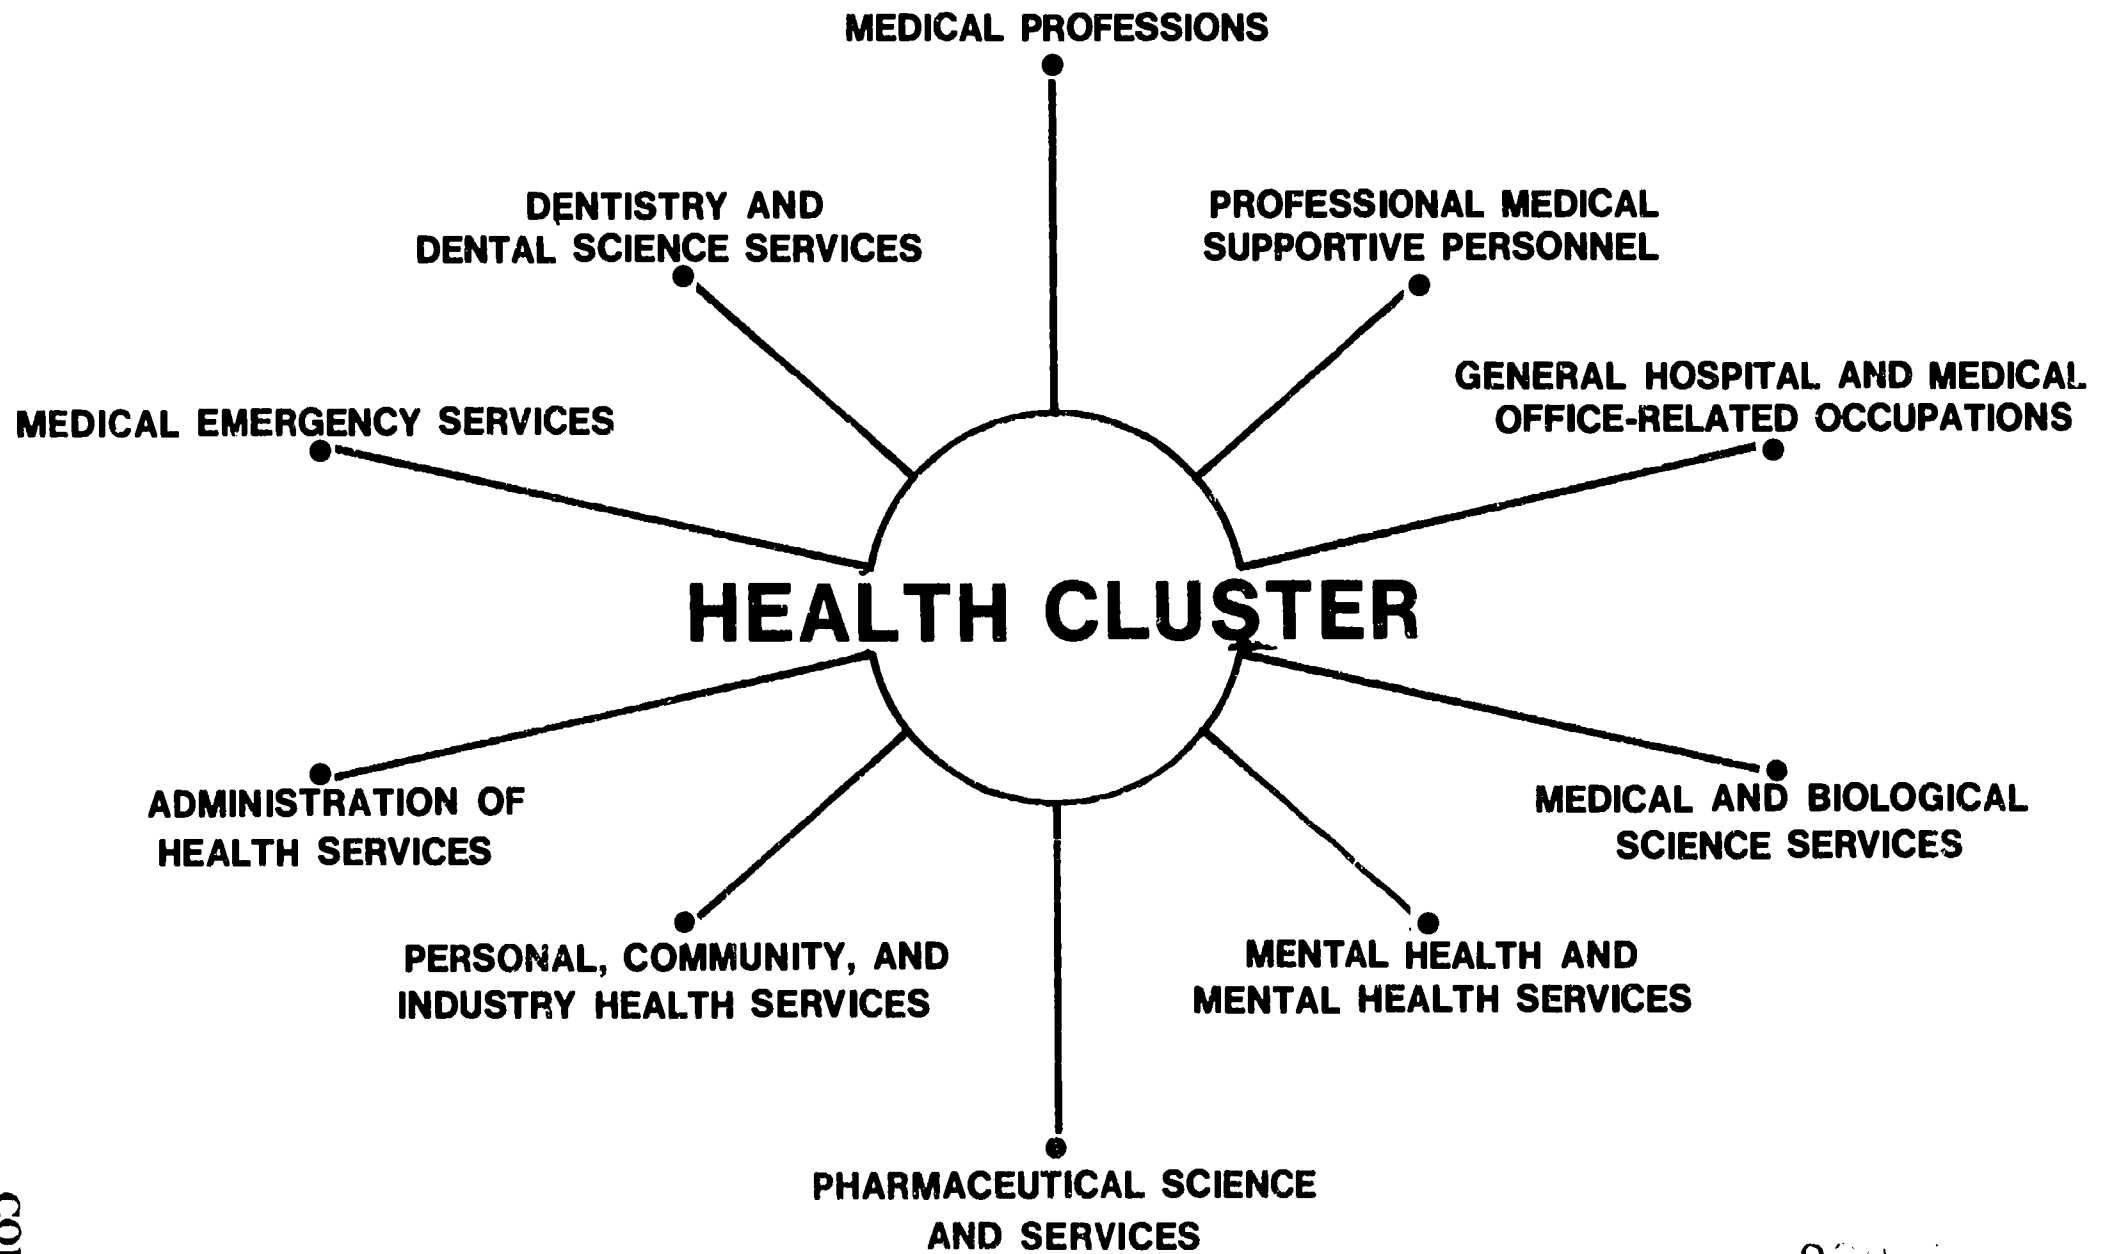 MEDICAL PROFESSIONS
DENTISTRY AND
DENTAL SCIENCE SERVICES
PROFESSIONAL MEDICAL
SUPPORTIVE PERSONNEL
MEDICAL EMERGENCY SERVICES
GENERAL HOSPITAL AND MEDICAL
OFFICE-RELATED OCCUPATIONS
HEALTH CLUSTER
ADMINISTRATION OF
HEALTH SERVICES
MEDICAL AND BIOLOGICAL
SCIENCE SERVICES
PERSONAL, COMMUNITY, AND
INDUSTRY HEALTH SERVICES
MENTAL HEALTH AND
MENTAL HEALTH SERVICES
PHARMACEUTICAL SCIENCE
AND SERVICES